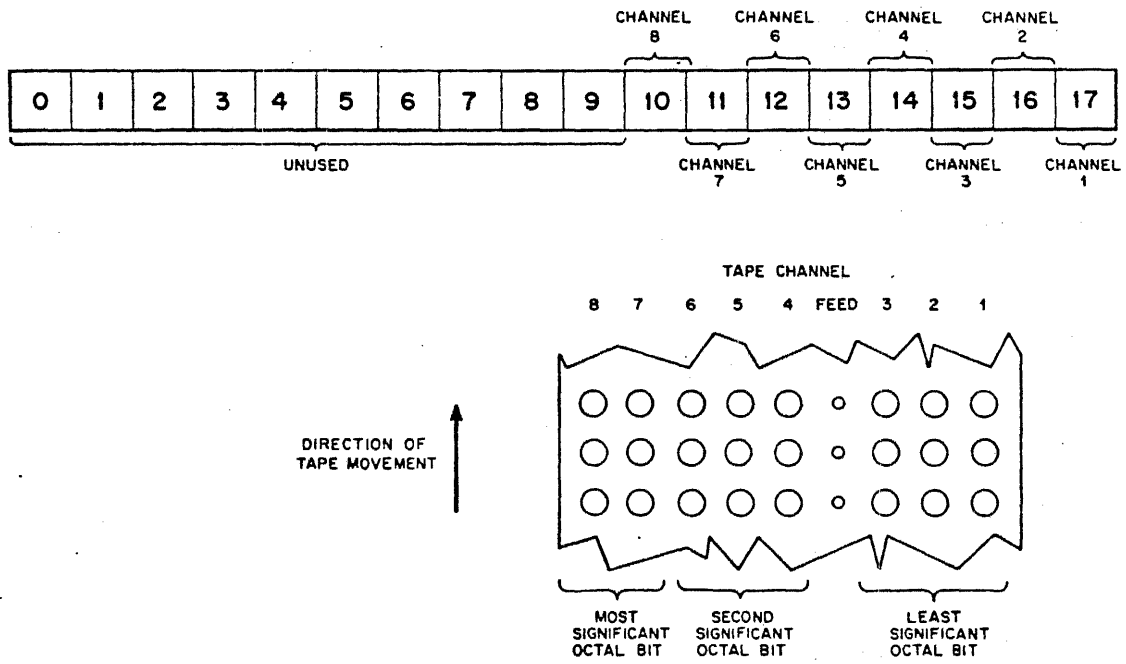 CHANNEL 8 CHANNEL 6 CHANNEL 4 CHANNEL 2
0 1 2 3 4 5 6 7 8 9 10 11 12 13 14 15 16 17
UNUSED CHANNEL 7 CHANNEL 5 CHANNEL 3 CHANNEL 1
TAPE CHANNEL
8 7 6 5 4 FEED 3 2 1
DIRECTION OF
TAPE MOVEMENT
MOST
SIGNIFICANT
OCTAL BIT
SECOND
SIGNIFICANT
OCTAL BIT
LEAST
SIGNIFICANT
OCTAL BIT